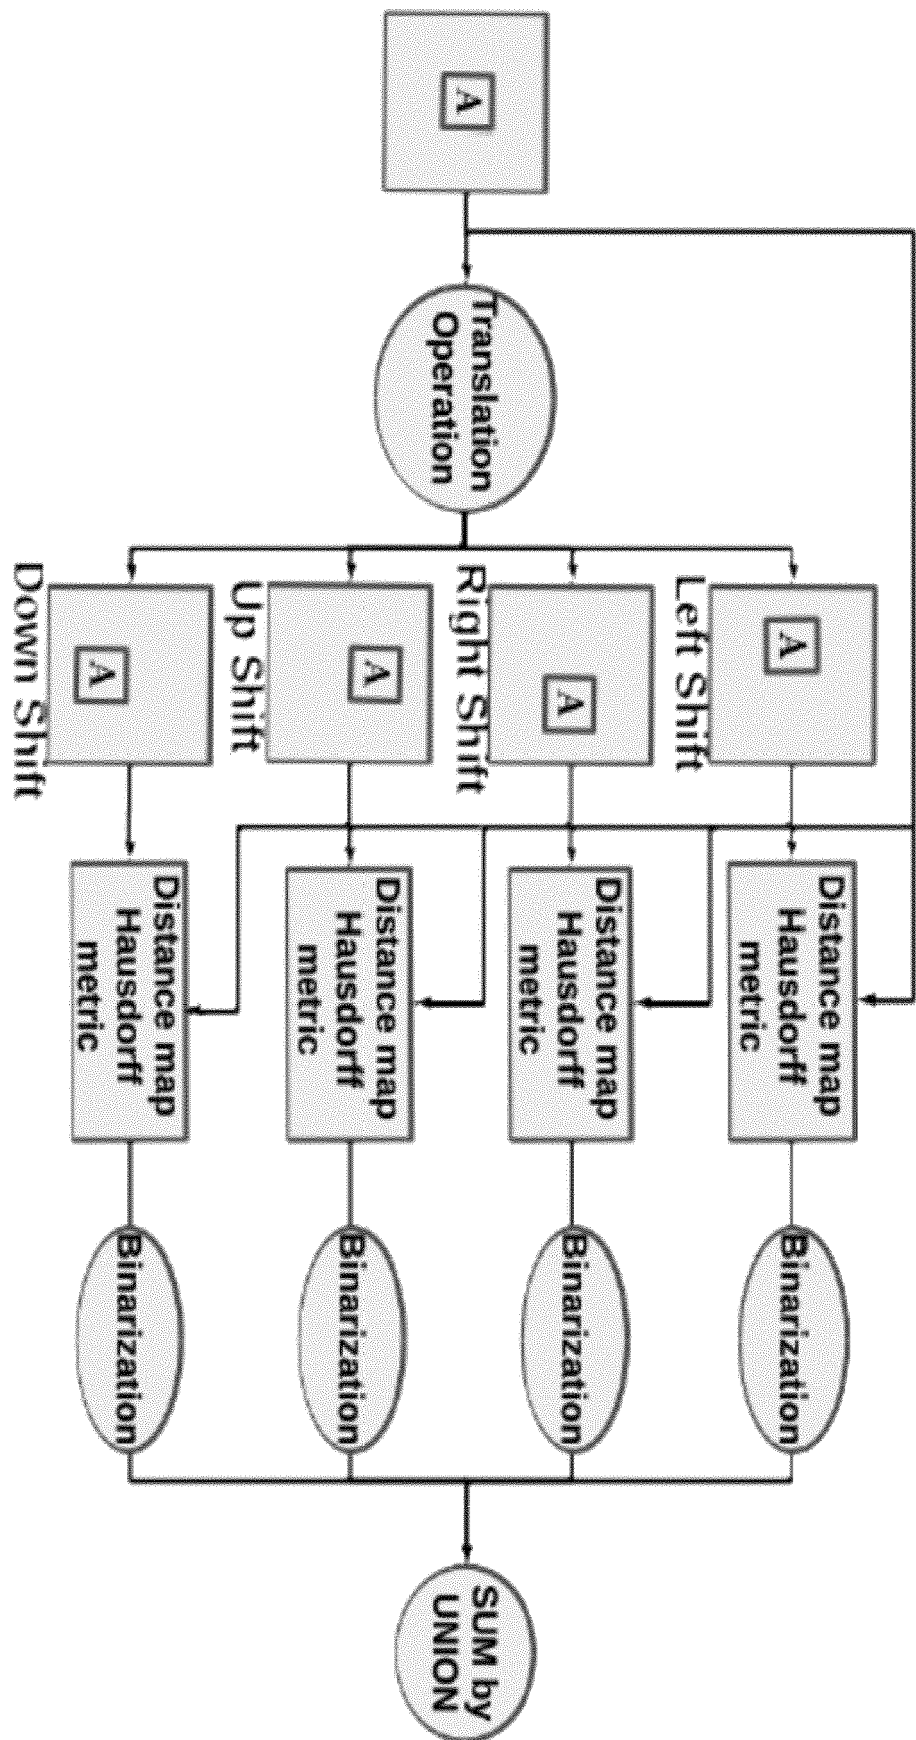 A
Translation
Operation
A
Left Shift
A
Right Shift
A
Up Shift
A
Down Shift
Distance map
Hausdorff
metric
Distance map
Hausdorff
metric
Distance map
Hausdorff
metric
Distance map
Hausdorff
metric
Binarization
Binarization
Binarization
Binarization
SUM by
UNION